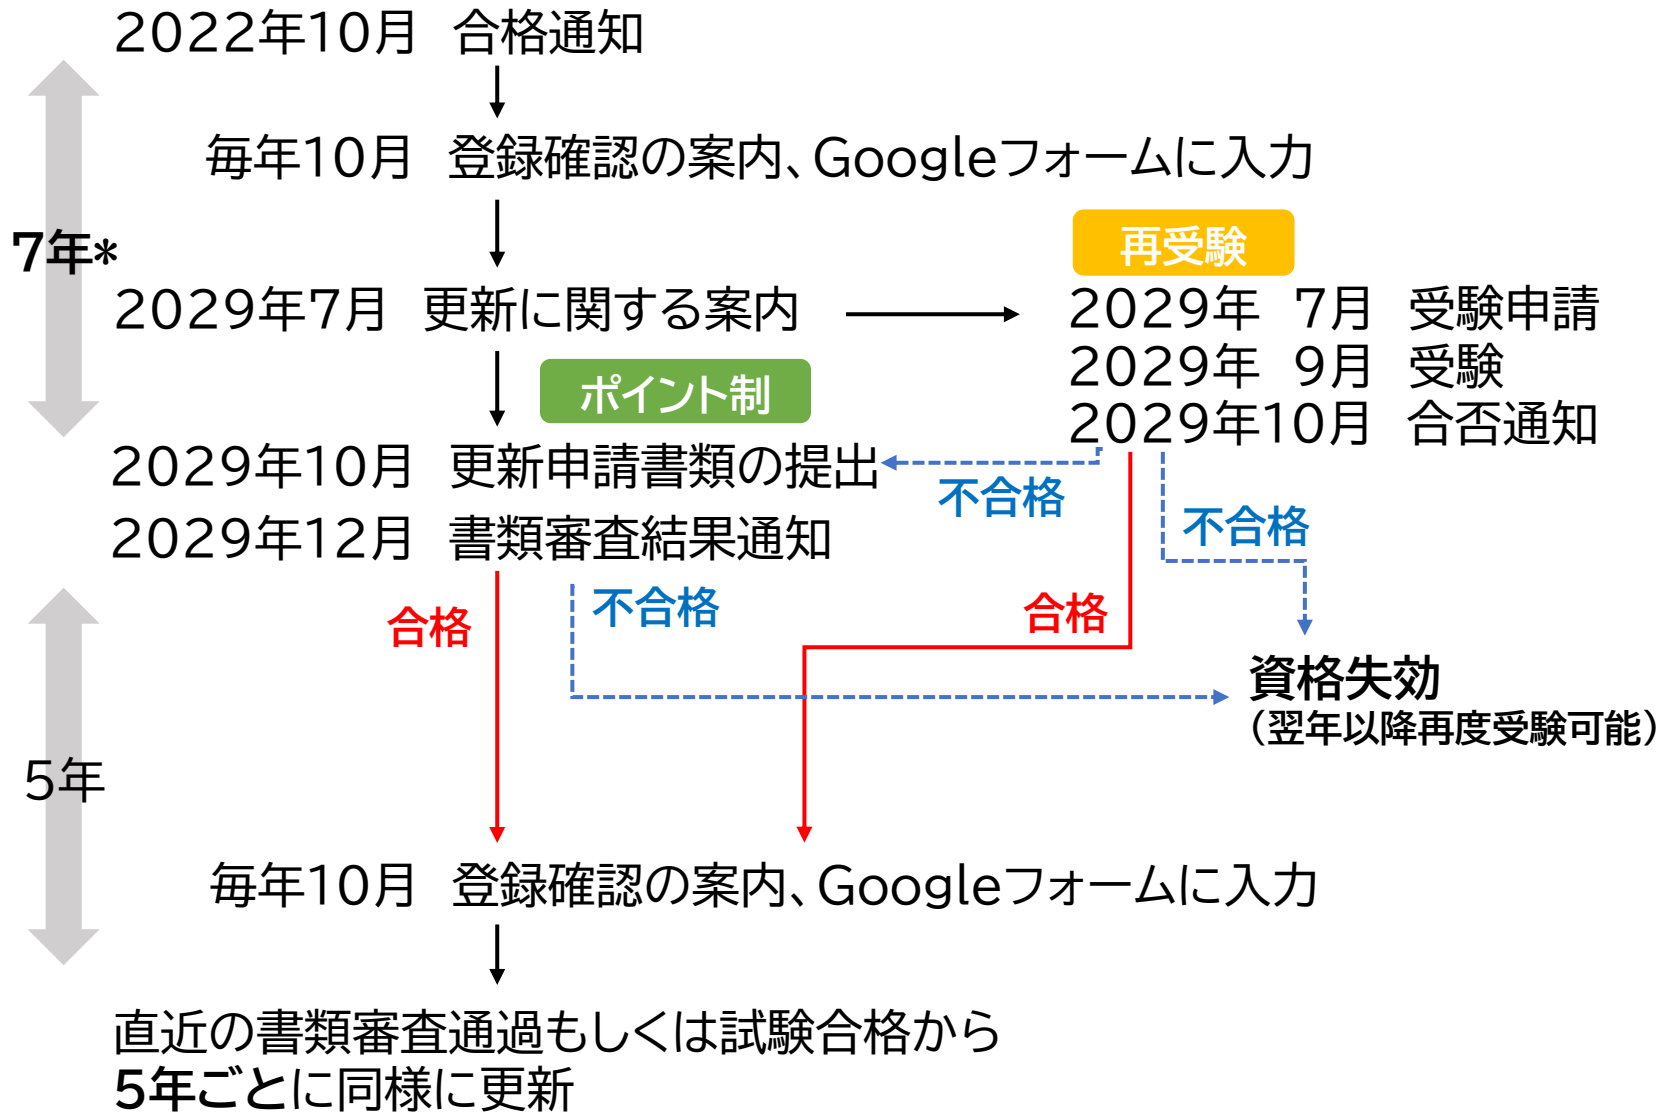 2022年10月 合格通知
毎年10月 登録確認の案内、Googleフォームに入力
7年*
再受験
2029年7月 更新に関する案内
2029年 7月 受験申請
2029年 9月 受験
2029年10月 合否通知
ポイント制
2029年10月 更新申請書類の提出
不合格
不合格
2029年12月 書類審査結果通知
合格
不合格
合格
資格失効
(翌年以降再度受験可能)
5年
毎年10月 登録確認の案内、Googleフォームに入力
直近の書類審査通過もしくは試験合格から
5年ごとに同様に更新